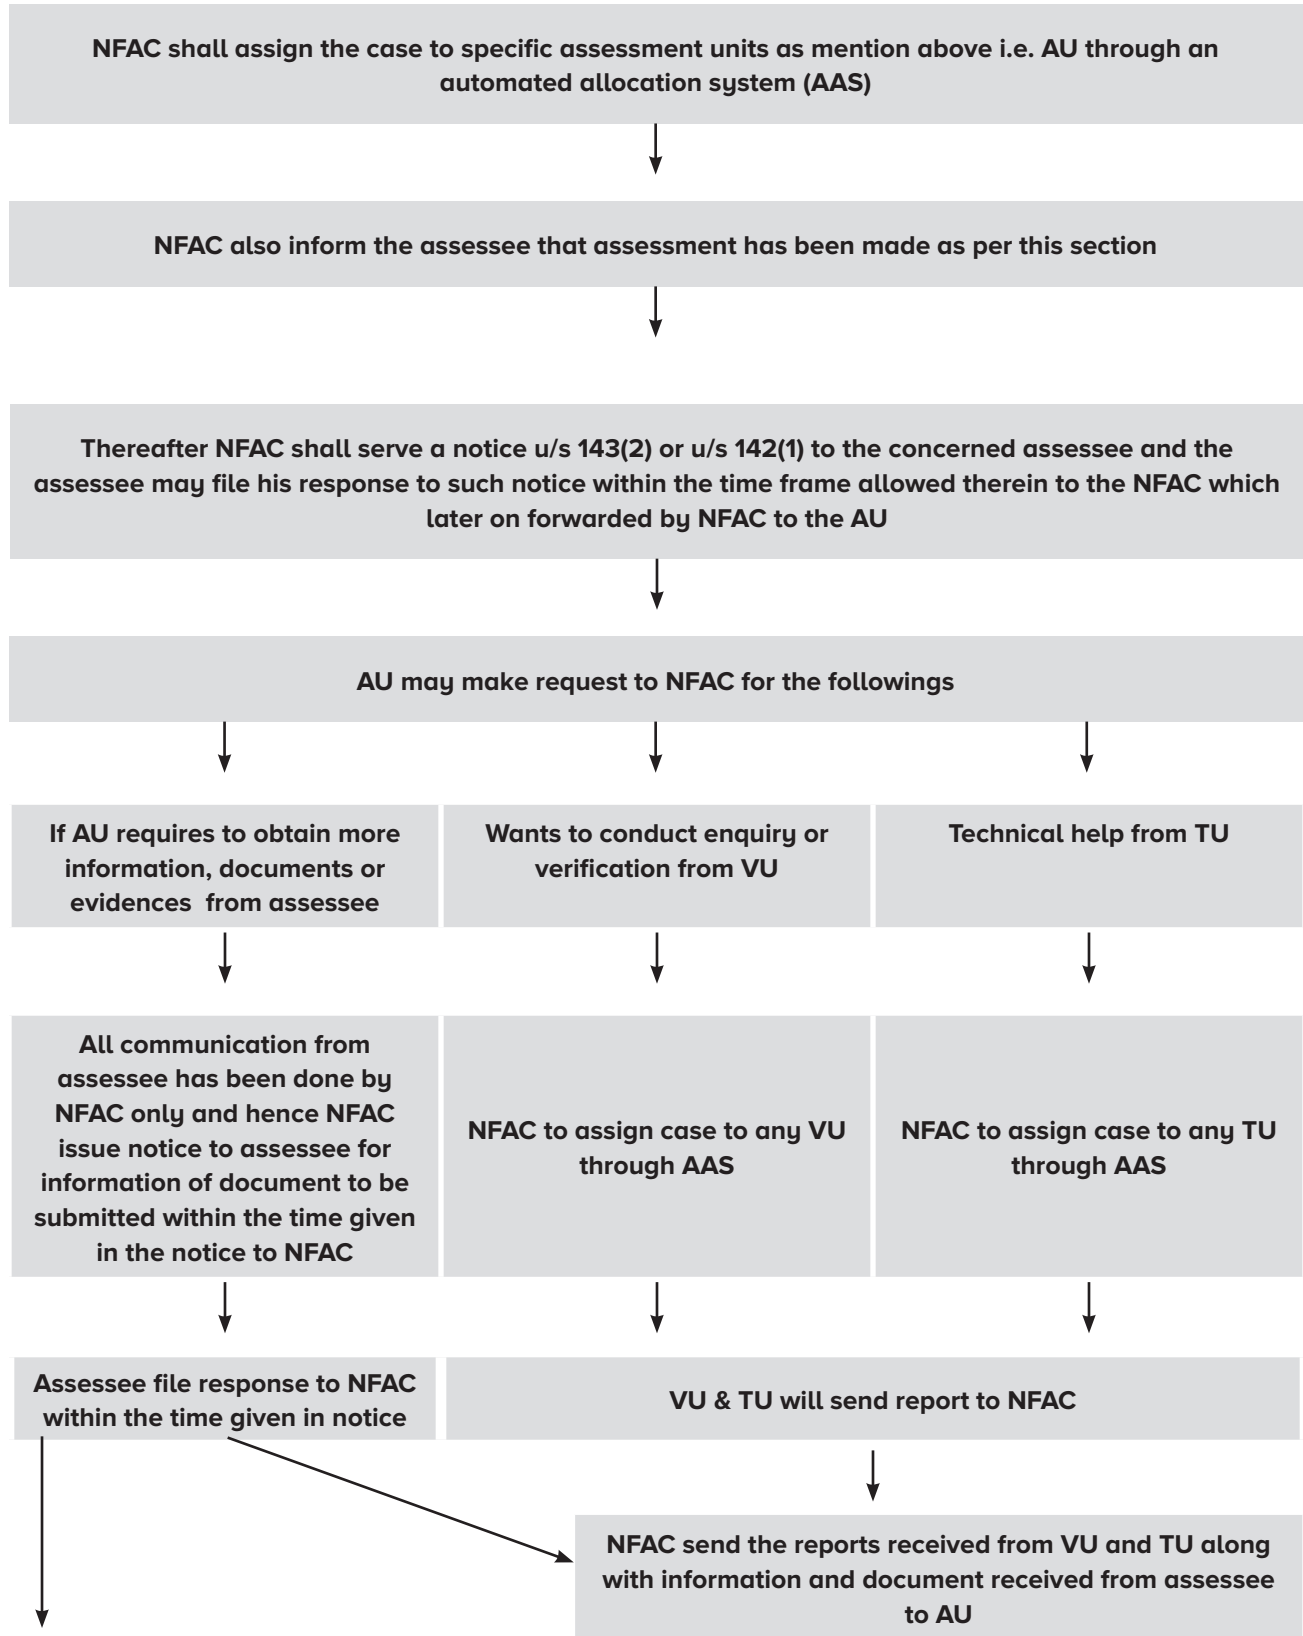 NFAC shall assign the case to specific assessment units as mention above i.e. AU through an
automated allocation system (AAS)
NFAC also inform the assessee that assessment has been made as per this section
Thereafter NFAC shall serve a notice u/s 143(2) or u/s 142(1) to the concerned assessee and the
assessee may file his response to such notice within the time frame allowed therein to the NFAC which
later on forwarded by NFAC to the AU
AU may make request to NFAC for the followings
If AU requires to obtain more
information, documents or
evidences from assessee
Wants to conduct enquiry or
verification from VU
Technical help from TU
All communication from
assessee has been done by
NFAC only and hence NFAC
issue notice to assessee for
information of document to be
submitted within the time given
in the notice to NFAC
NFAC to assign case to any VU
through AAS
NFAC to assign case to any TU
through AAS
Assessee file response to NFAC
within the time given in notice
VU & TU will send report to NFAC
NFAC send the reports received from VU and TU along
with information and document received from assessee
to AU